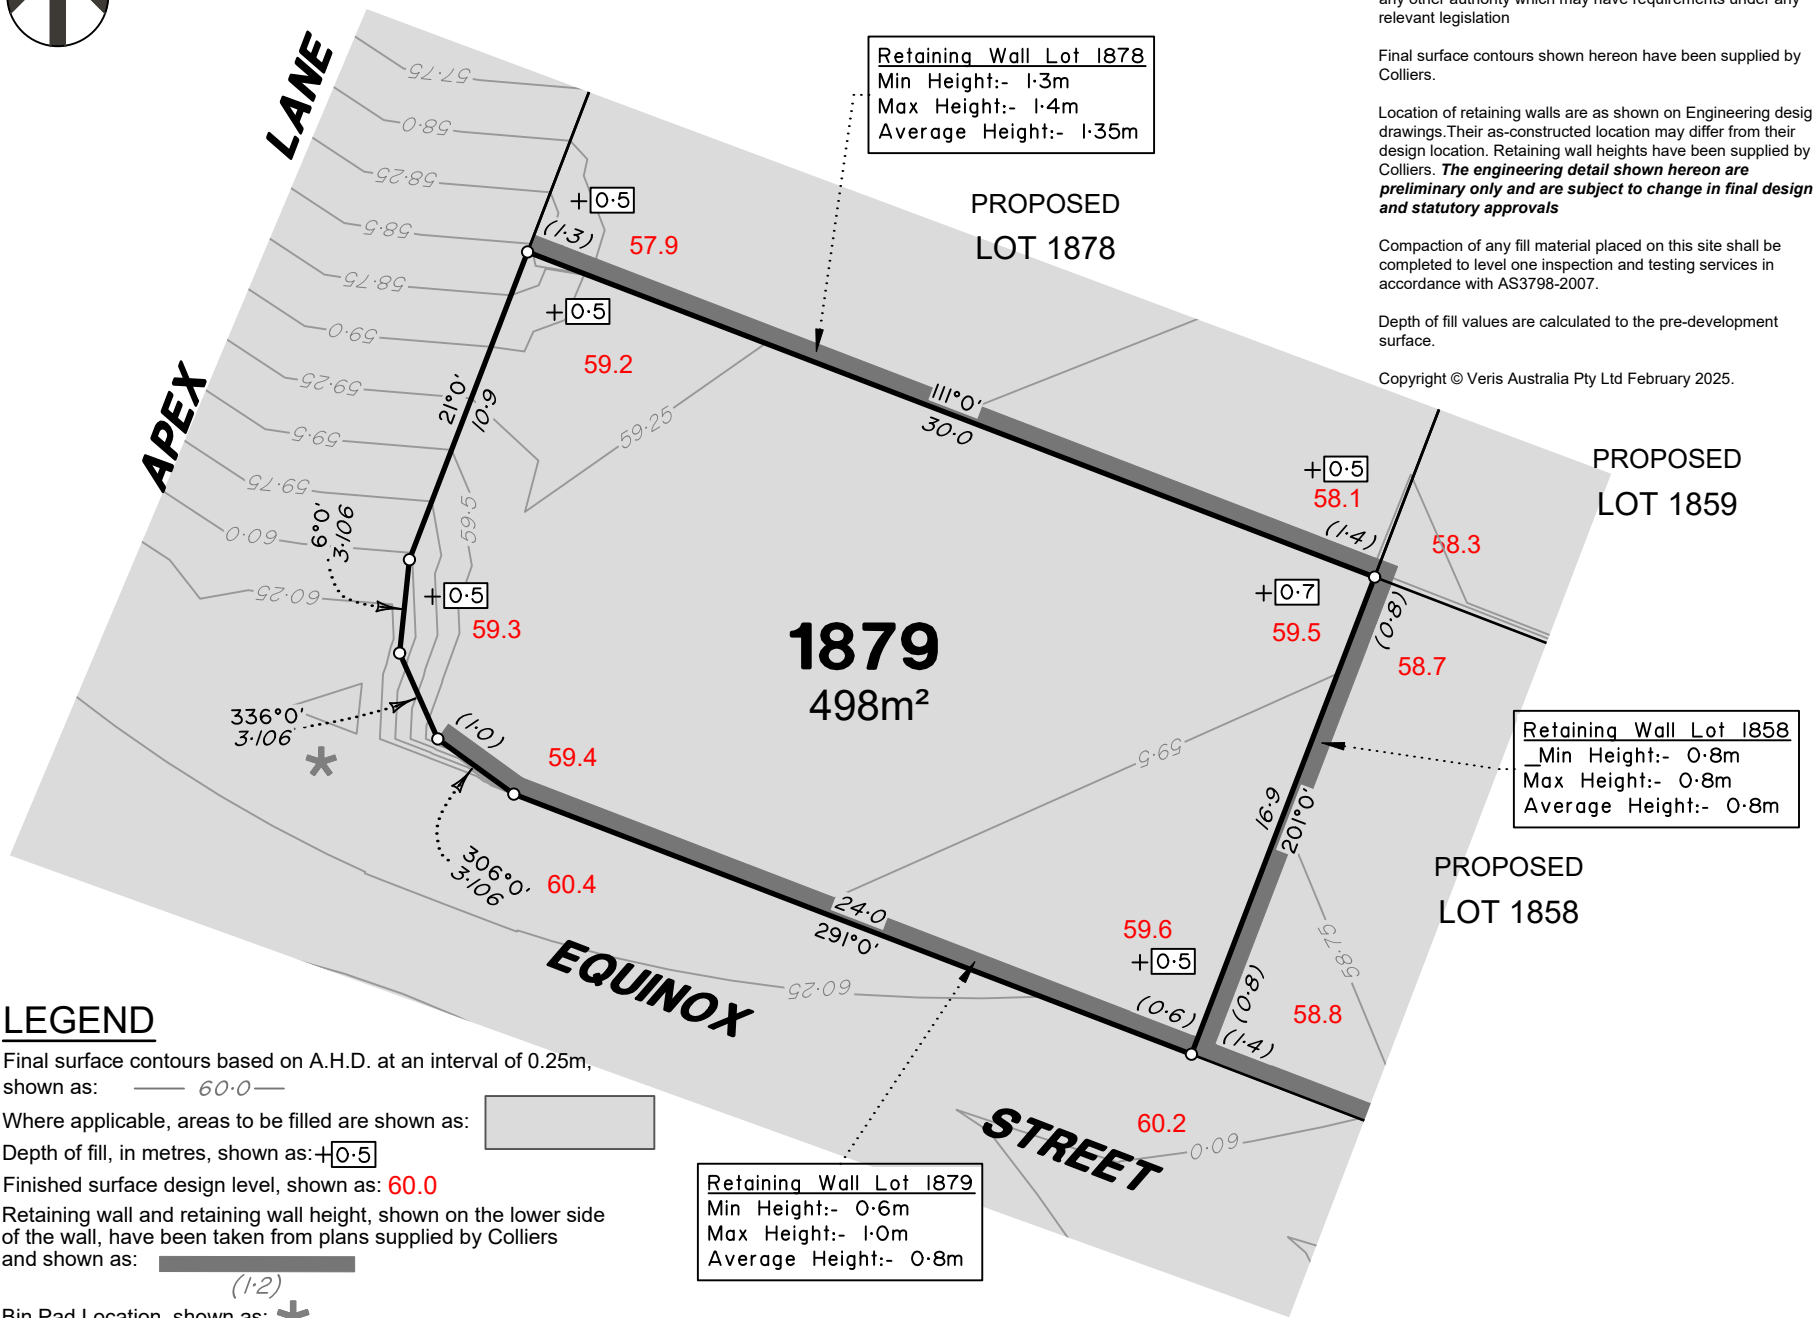 any other authority which may have requirements under any
relevant legislation
Final surface contours shown hereon have been supplied by
Colliers.
Location of retaining walls are as shown on Engineering desig
drawings.Their as-constructed location may differ from their
design location. Retaining wall heights have been supplied by
Colliers. The engineering detail shown hereon are
preliminary only and are subject to change in final design
and statutory approvals
Compaction of any fill material placed on this site shall be
completed to level one inspection and testing services in
accordance with AS3798-2007.
Depth of fill values are calculated to the pre-development
surface.
Copyright © Veris Australia Pty Ltd February 2025.
Retaining Wall Lot 1878
Min Height:- 1·3m
Max Height:- 1·4m
Average Height:- 1·35m
PROPOSED
LOT 1878
PROPOSED
LOT 1859
LANE
APEX
57·75
58·0
58·25
58·5
58·75
59·0
59·25
59·5
59·75
60·0
60·25
+0·5
(1·3)
57.9
+0·5
59.2
21°0'
10·9
59·25
111°0'
30·0
+0·5
58.1
(1·4)
58.3
6°0'
3·106
59·5
+0·5
59.3
+0·7
59.5
(0·8)
58.7
1879
498m²
336°0'
3·106
(1·0)
59.4
59·5
16·9
201°0'
Retaining Wall Lot 1858
Min Height:- 0·8m
Max Height:- 0·8m
Average Height:- 0·8m
PROPOSED
LOT 1858
306°0'
3·106
60.4
24·0
291°0'
59.6
+0·5
(0·6)
(0·8)
(1·4)
58·75
58.8
60·25
EQUINOX
STREET
60.2
60·0
Retaining Wall Lot 1879
Min Height:- 0·6m
Max Height:- 1·0m
Average Height:- 0·8m
LEGEND
Final surface contours based on A.H.D. at an interval of 0.25m,
shown as: 60·0
Where applicable, areas to be filled are shown as:
Depth of fill, in metres, shown as:+0·5
Finished surface design level, shown as: 60.0
Retaining wall and retaining wall height, shown on the lower side
of the wall, have been taken from plans supplied by Colliers
and shown as:
(1·2)
Bin Pad Location, shown as: